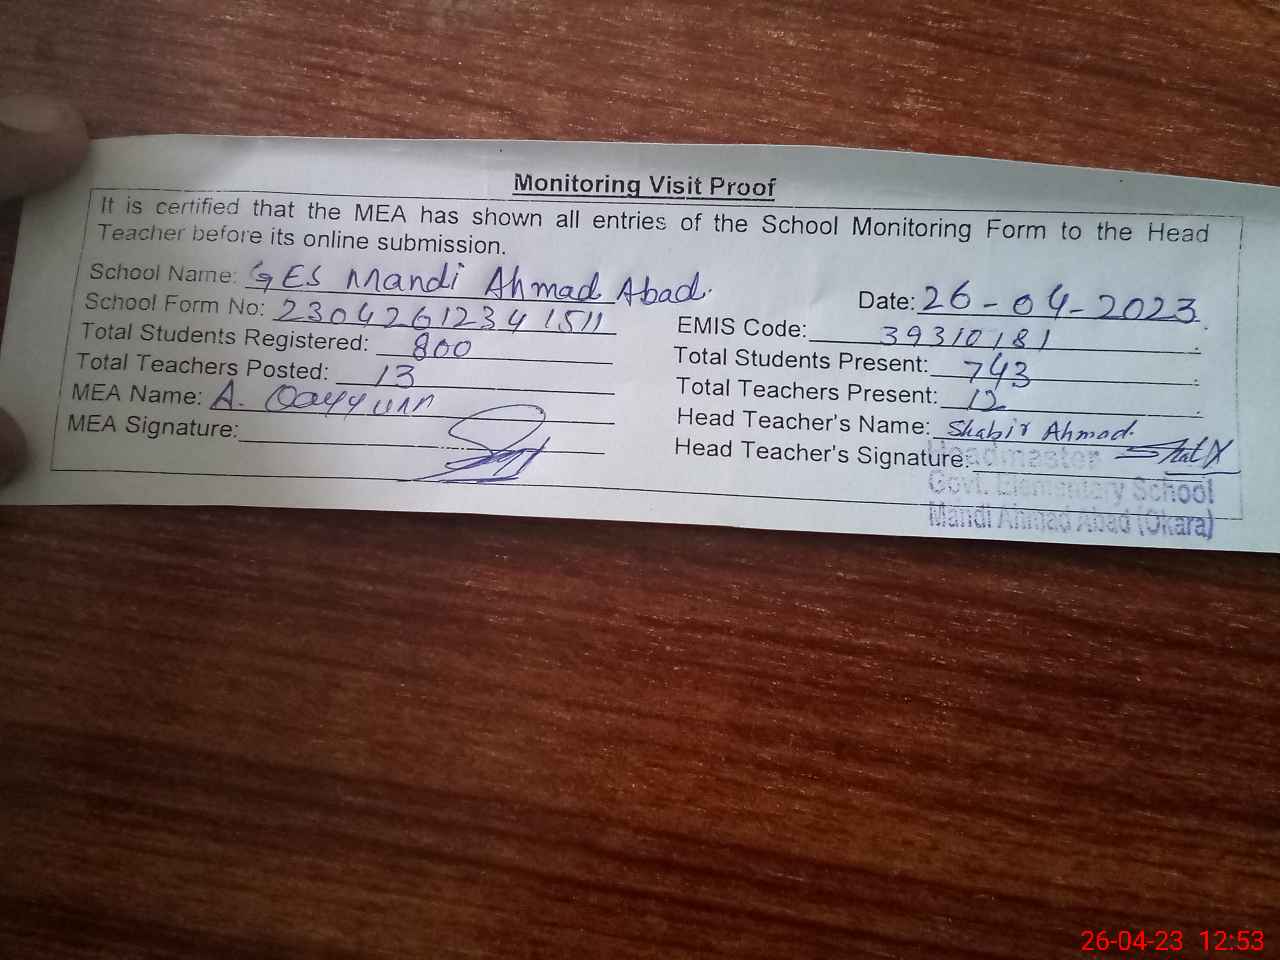 Monitoring Visit Proof
It is certified that the MEA has shown all entries of the School Monitoring Form to the Head
Teacher before its online submission.
School Name: GES Mandi Ahmad Abad.
Date: 26-04-2023
School Form No: 2304261234 1511
EMIS Code: 39310181
Total Students Registered: 800
Total Students Present: 743
Total Teachers Posted: 13
Total Teachers Present: 12
MEA Name: A. Qayyum
Head Teacher's Name: Shabir Ahmad.
MEA Signature:
Head Teacher's Signature:
Headmaster
Govt. Elementary School
Mandi Ahmad Abad (Okara)
26-04-23 12:53